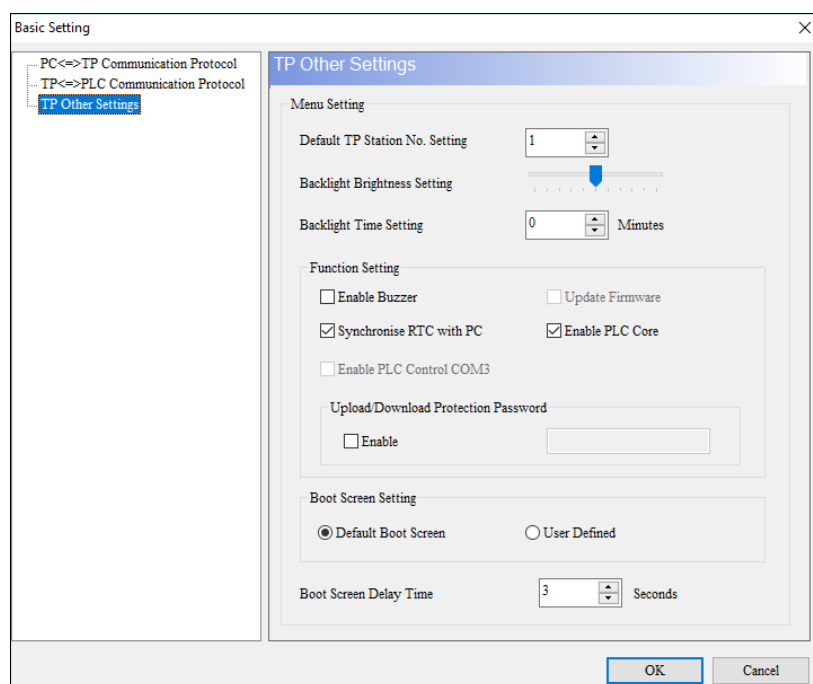 Basic Setting
PC<=>TP Communication Protocol
TP<=>PLC Communication Protocol
TP Other Settings
TP Other Settings
Menu Setting
Default TP Station No. Setting 1
Backlight Brightness Setting
Backlight Time Setting 0 Minutes
Function Setting
Enable Buzzer Update Firmware
Synchronise RTC with PC Enable PLC Core
Enable PLC Control COM3
Upload/Download Protection Password
Enable
Boot Screen Setting
Default Boot Screen User Defined
Boot Screen Delay Time 3 Seconds
OK Cancel